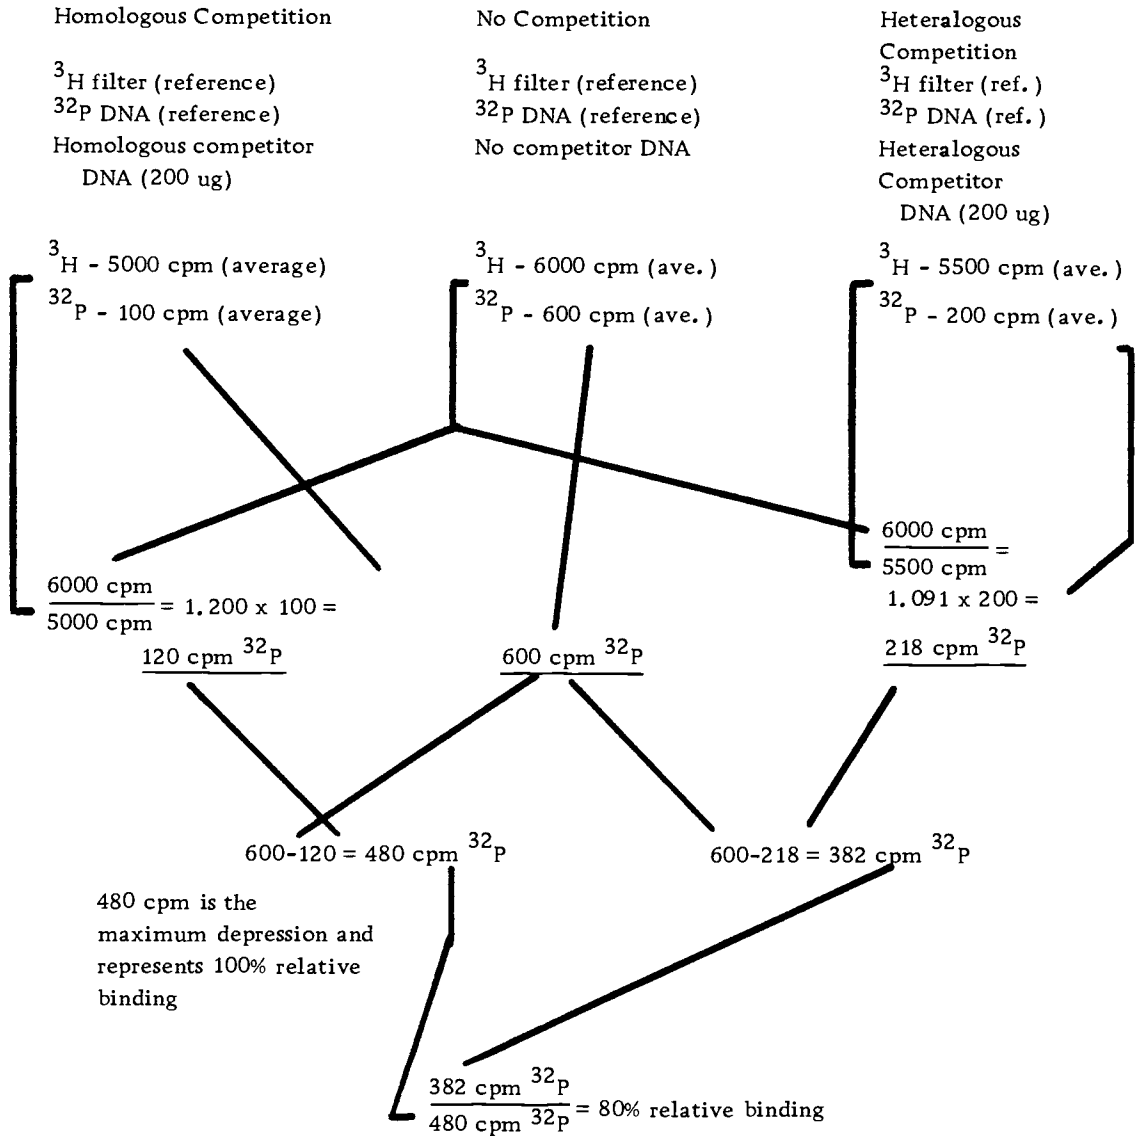 Homologous Competition
³H filter (reference)
³²P DNA (reference)
Homologous competitor
DNA (200 ug)
³H - 5000 cpm (average)
³²P - 100 cpm (average)
No Competition
³H filter (reference)
³²P DNA (reference)
No competitor DNA
³H - 6000 cpm (ave.)
³²P - 600 cpm (ave.)
Heteralogous
Competition
³H filter (ref.)
³²P DNA (ref.)
Heteralogous
Competitor
DNA (200 ug)
³H - 5500 cpm (ave.)
³²P - 200 cpm (ave.)
6000 cpm
5000 cpm = 1.200 x 100 =
120 cpm ³²P
600 cpm ³²P
6000 cpm =
5500 cpm
1.091 x 200 =
218 cpm ³²P
600-120 = 480 cpm ³²P
600-218 = 382 cpm ³²P
480 cpm is the
maximum depression and
represents 100% relative
binding
382 cpm ³²P
480 cpm ³²P = 80% relative binding